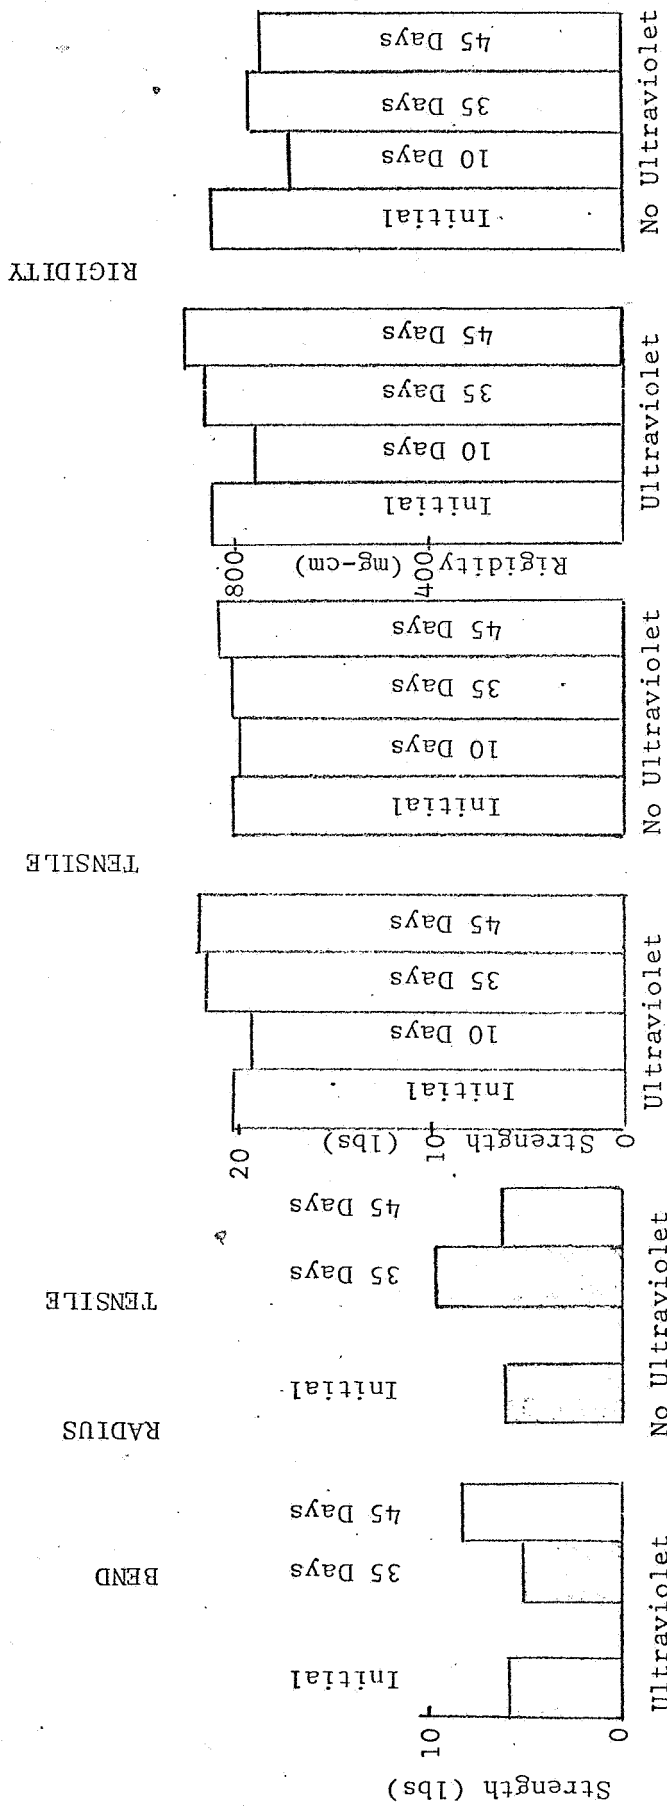 BEND RADIUS TENSILE
Strength (lbs)
10
0
Initial
35 Days
45 Days
Ultraviolet
Initial
35 Days
45 Days
No Ultraviolet
TENSILE
Strength (lbs)
20
10
0
Initial
10 Days
35 Days
45 Days
Ultraviolet
Initial
10 Days
35 Days
45 Days
No Ultraviolet
RIGIDITY
Rigidity (mg-cm)
800
400
Initial
10 Days
35 Days
45 Days
Ultraviolet
Initial
10 Days
35 Days
45 Days
No Ultraviolet